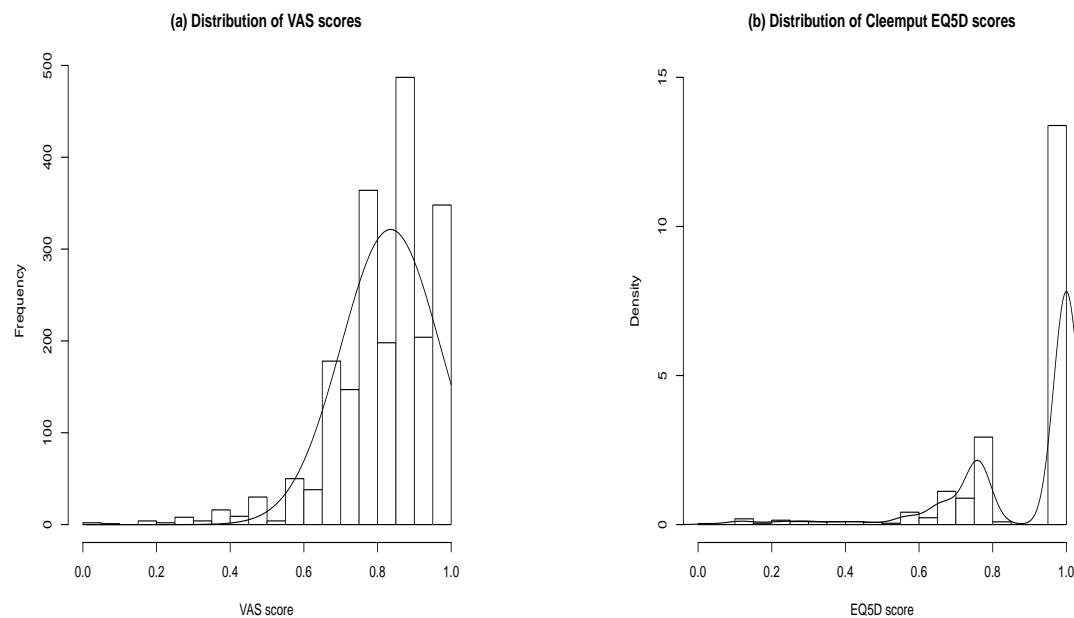 (a) Distribution of VAS scores
Frequency
500
400
300
200
100
0
0.0 0.2 0.4 0.6 0.8 1.0
VAS score
(b) Distribution of Cleemput EQ5D scores
Density
15
10
5
0
0.0 0.2 0.4 0.6 0.8 1.0
EQ5D score